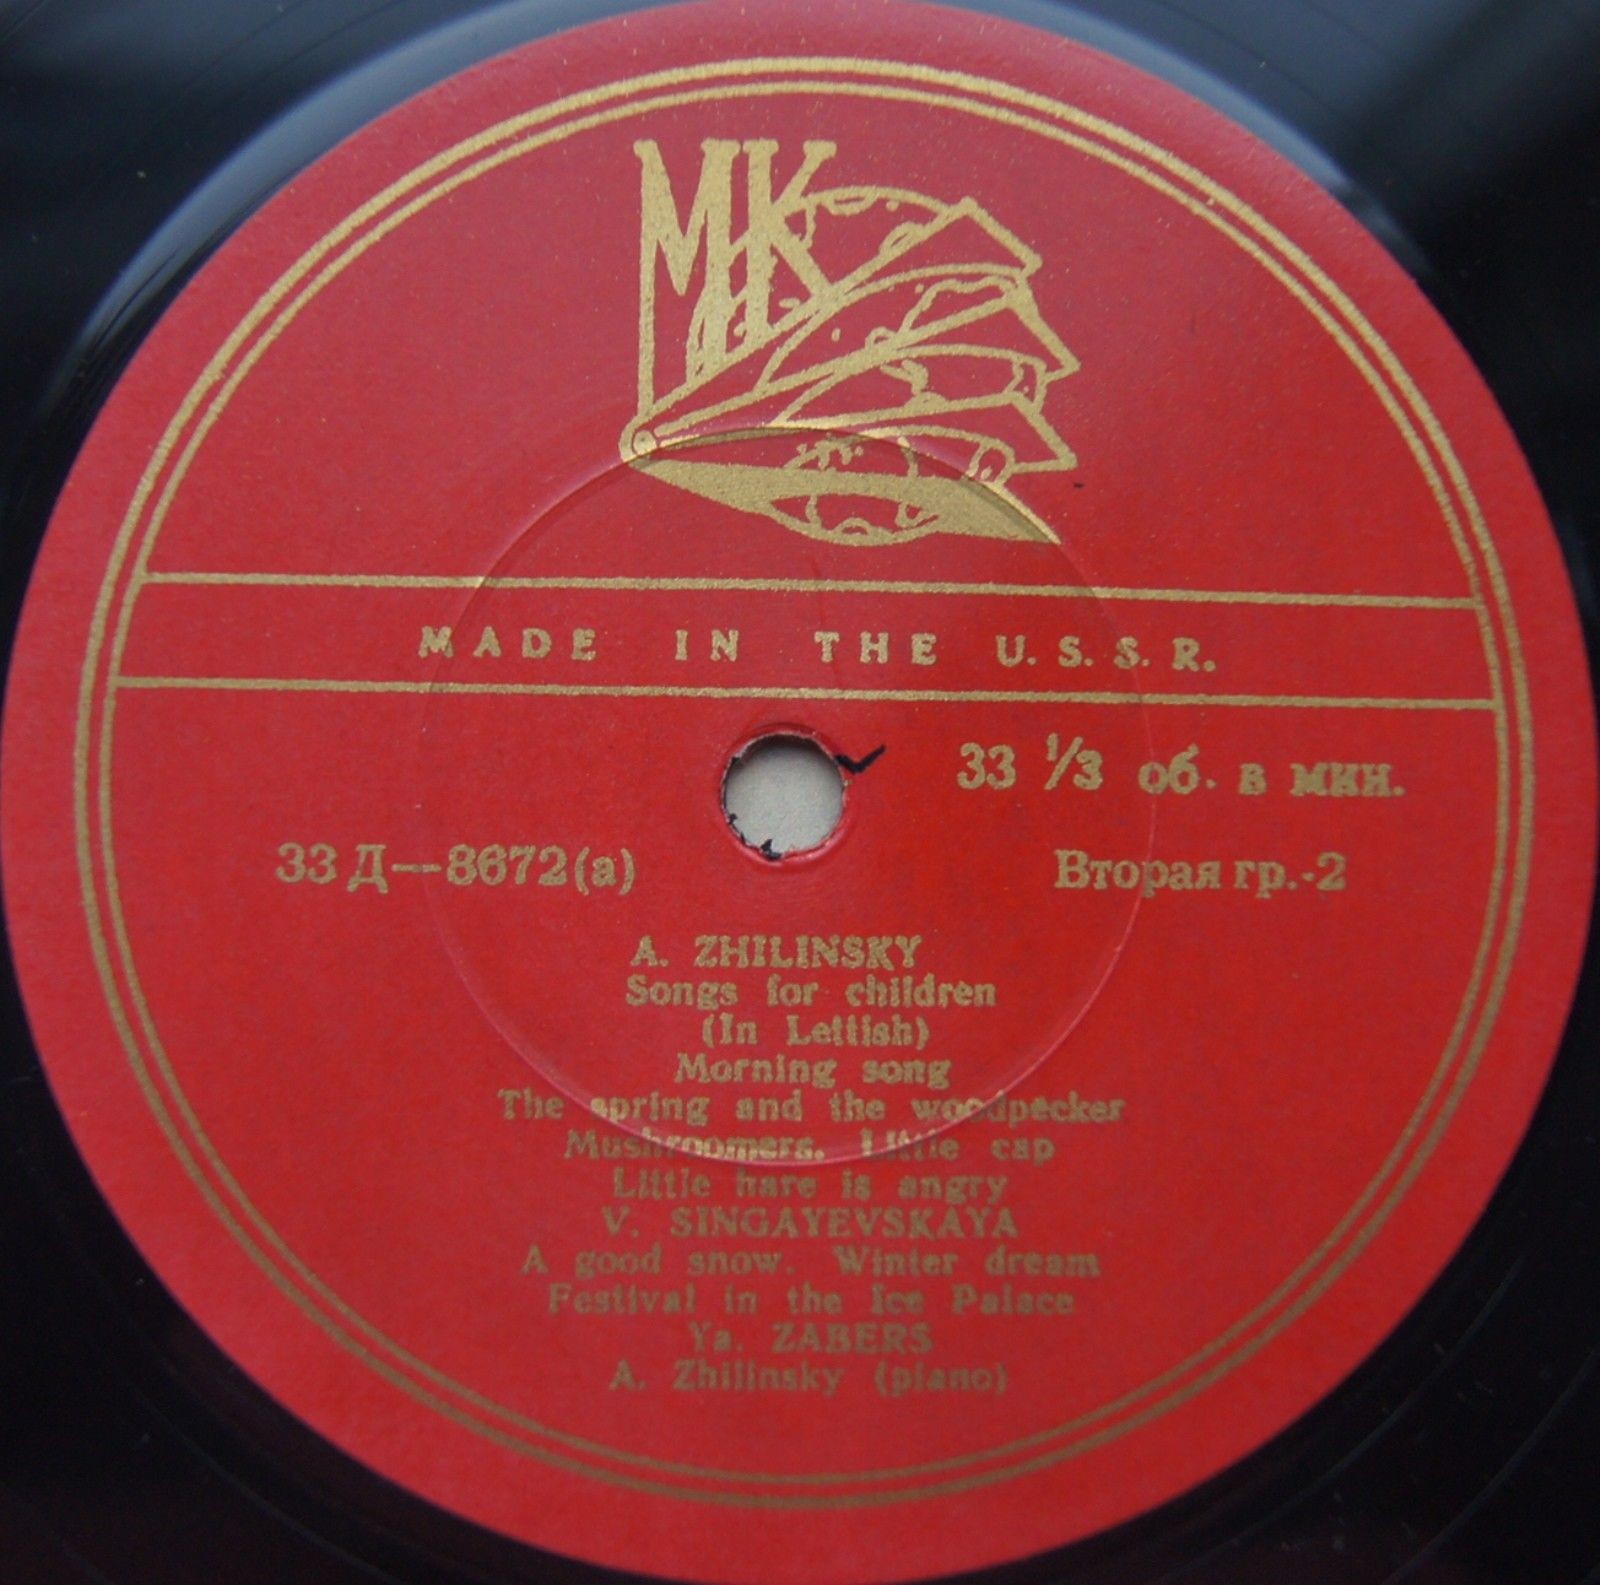 МК
MADE IN THE U.S.S.R.
33 1/3 об. в мин.
33 Д—8672(а)
Вторая гр.-2
A. ZHILINSKY
Songs for children
(In Lettish)
Morning song
The spring and the woodpecker
Mushroomers. Little cap
Little hare is angry
V. SINGAYEVSKAYA
A good snow. Winter dream
Festival in the Ice Palace
Ya. ZABERS
A. Zhilinsky (piano)